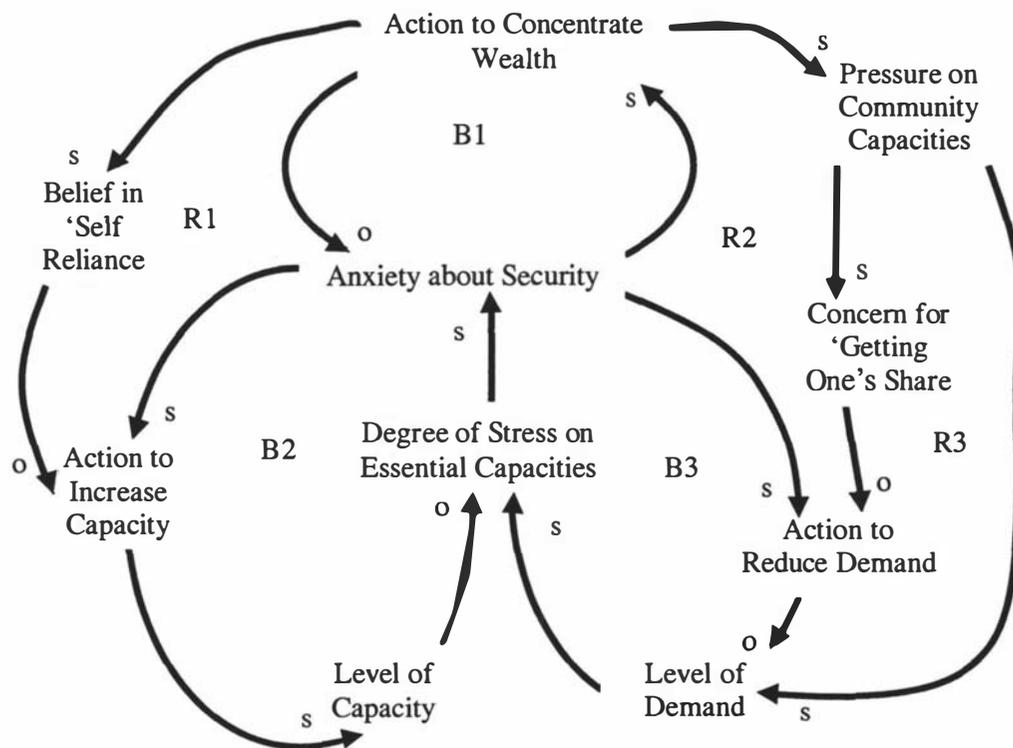 Action to Concentrate
Wealth
s
Pressure on
Community
Capacities
s
B1
s
Belief in
‘Self
Reliance
R1
o
R2
Anxiety about Security
s
Concern for
‘Getting
One’s Share
s
s
Degree of Stress on
Essential Capacities
B2
B3
R3
o
Action to
Increase
Capacity
s
o
o
s
Action to
Reduce Demand
o
Level of
Capacity
Level of
Demand
s
s